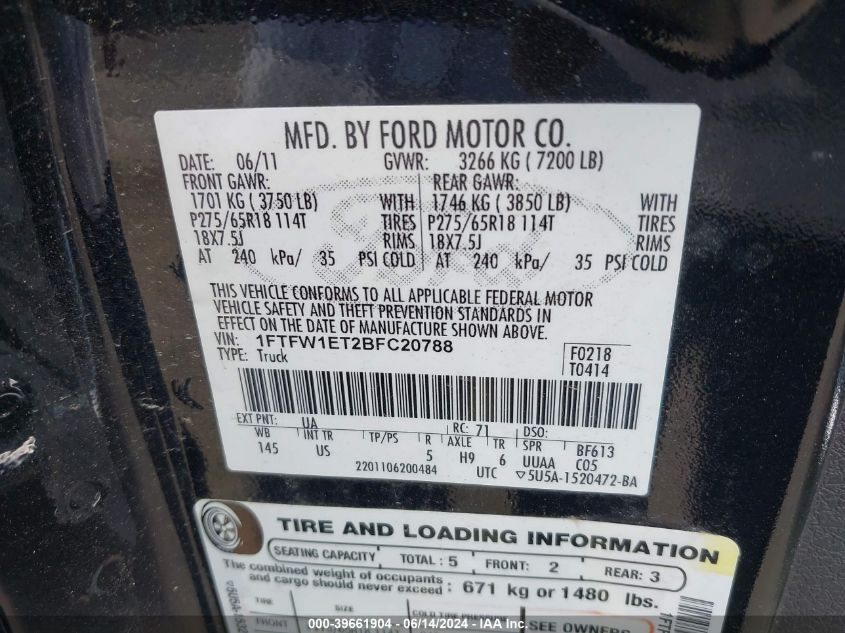 MFD. BY FORD MOTOR CO.
DATE: 06/11 GVWR: 3266 KG ( 7200 LB)
FRONT GAWR: REAR GAWR:
1701 KG ( 3750 LB) WITH 1746 KG ( 3850 LB) WITH
P275/65R18 114T TIRES P275/65R18 114T TIRES
18X7.5J RIMS 18X7.5J RIMS
AT 240 kPa/ 35 PSI COLD AT 240 kPa/ 35 PSI COLD
THIS VEHICLE CONFORMS TO ALL APPLICABLE FEDERAL MOTOR
VEHICLE SAFETY AND THEFT PREVENTION STANDARDS IN
EFFECT ON THE DATE OF MANUFACTURE SHOWN ABOVE.
VIN: 1FTFW1ET2BFC20788
TYPE: Truck
F0218
T0414
EXT PNT: UA RC: 71 DSO:
WB INT TR TP/PS R AXLE TR SPR BF613
145 US 5 H9 6 UUAA C05
2201106200484 UTC ▽5U5A-1520472-BA
TIRE AND LOADING INFORMATION
SEATING CAPACITY TOTAL : 5 FRONT: 2 REAR: 3
The combined weight of occupants
and cargo should never exceed : 671 kg or 1480 lbs.
TIRE SIZE COLD TIRE PRESSURE
FRONT SEE OWNERS
000-39661904 - 06/14/2024 - IAA Inc.